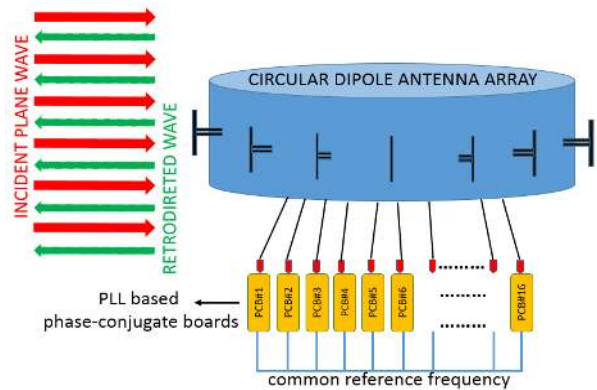 INCIDENT PLANE WAVE
RETRODIRETED WAVE
CIRCULAR DIPOLE ANTENNA ARRAY
PLL based
phase-conjugate boards
PCB#1
PCB#2
PCB#3
PCB#4
PCB#5
PCB#6
PCB#16
common reference frequency